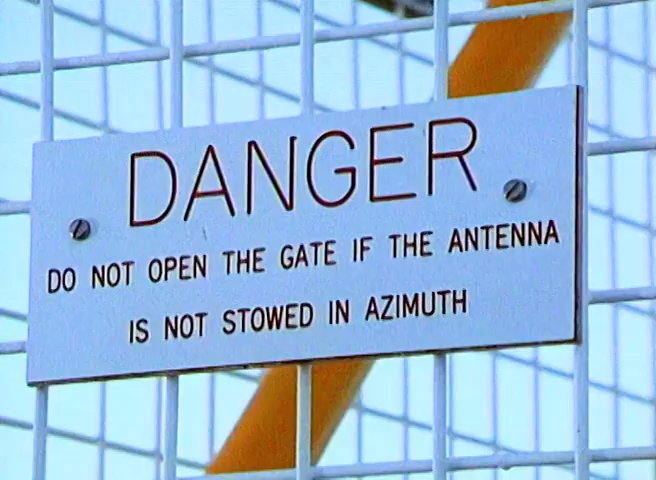 DANGER
DO NOT OPEN THE GATE IF THE ANTENNA
IS NOT STOWED IN AZIMUTH